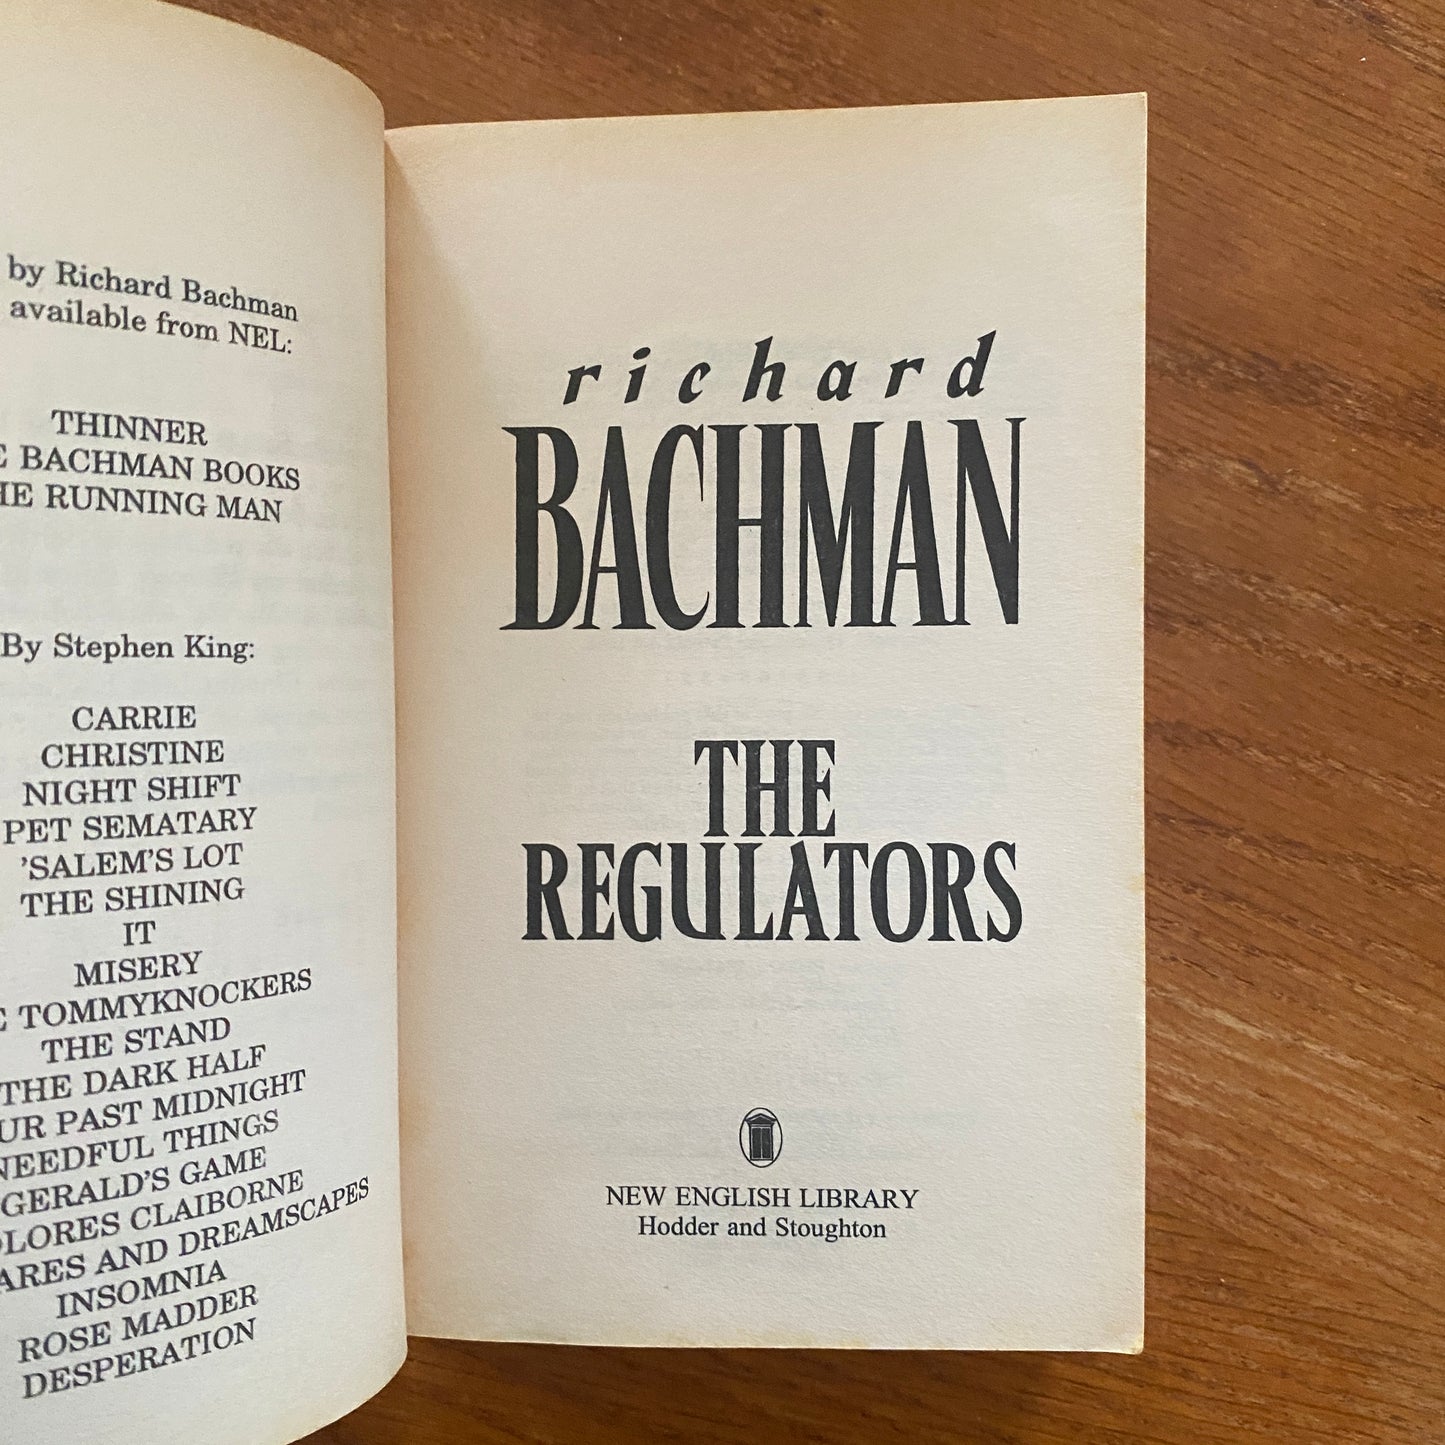 by Richard Bachman
available from NEL:
THINNER
BACHMAN BOOKS
RUNNING MAN
By Stephen King:
CARRIE
CHRISTINE
NIGHT SHIFT
PET SEMATARY
'SALEM'S LOT
THE SHINING
IT
MISERY
TOMMYKNOCKERS
THE STAND
THE DARK HALF
PAST MIDNIGHT
NEEDFUL THINGS
GERALD'S GAME
CLAIBORNE
AND DREAMSCAPES
INSOMNIA
ROSE MADDER
DESPERATION
richard
BACHMAN
THE
REGULATORS
NEW ENGLISH LIBRARY
Hodder and Stoughton